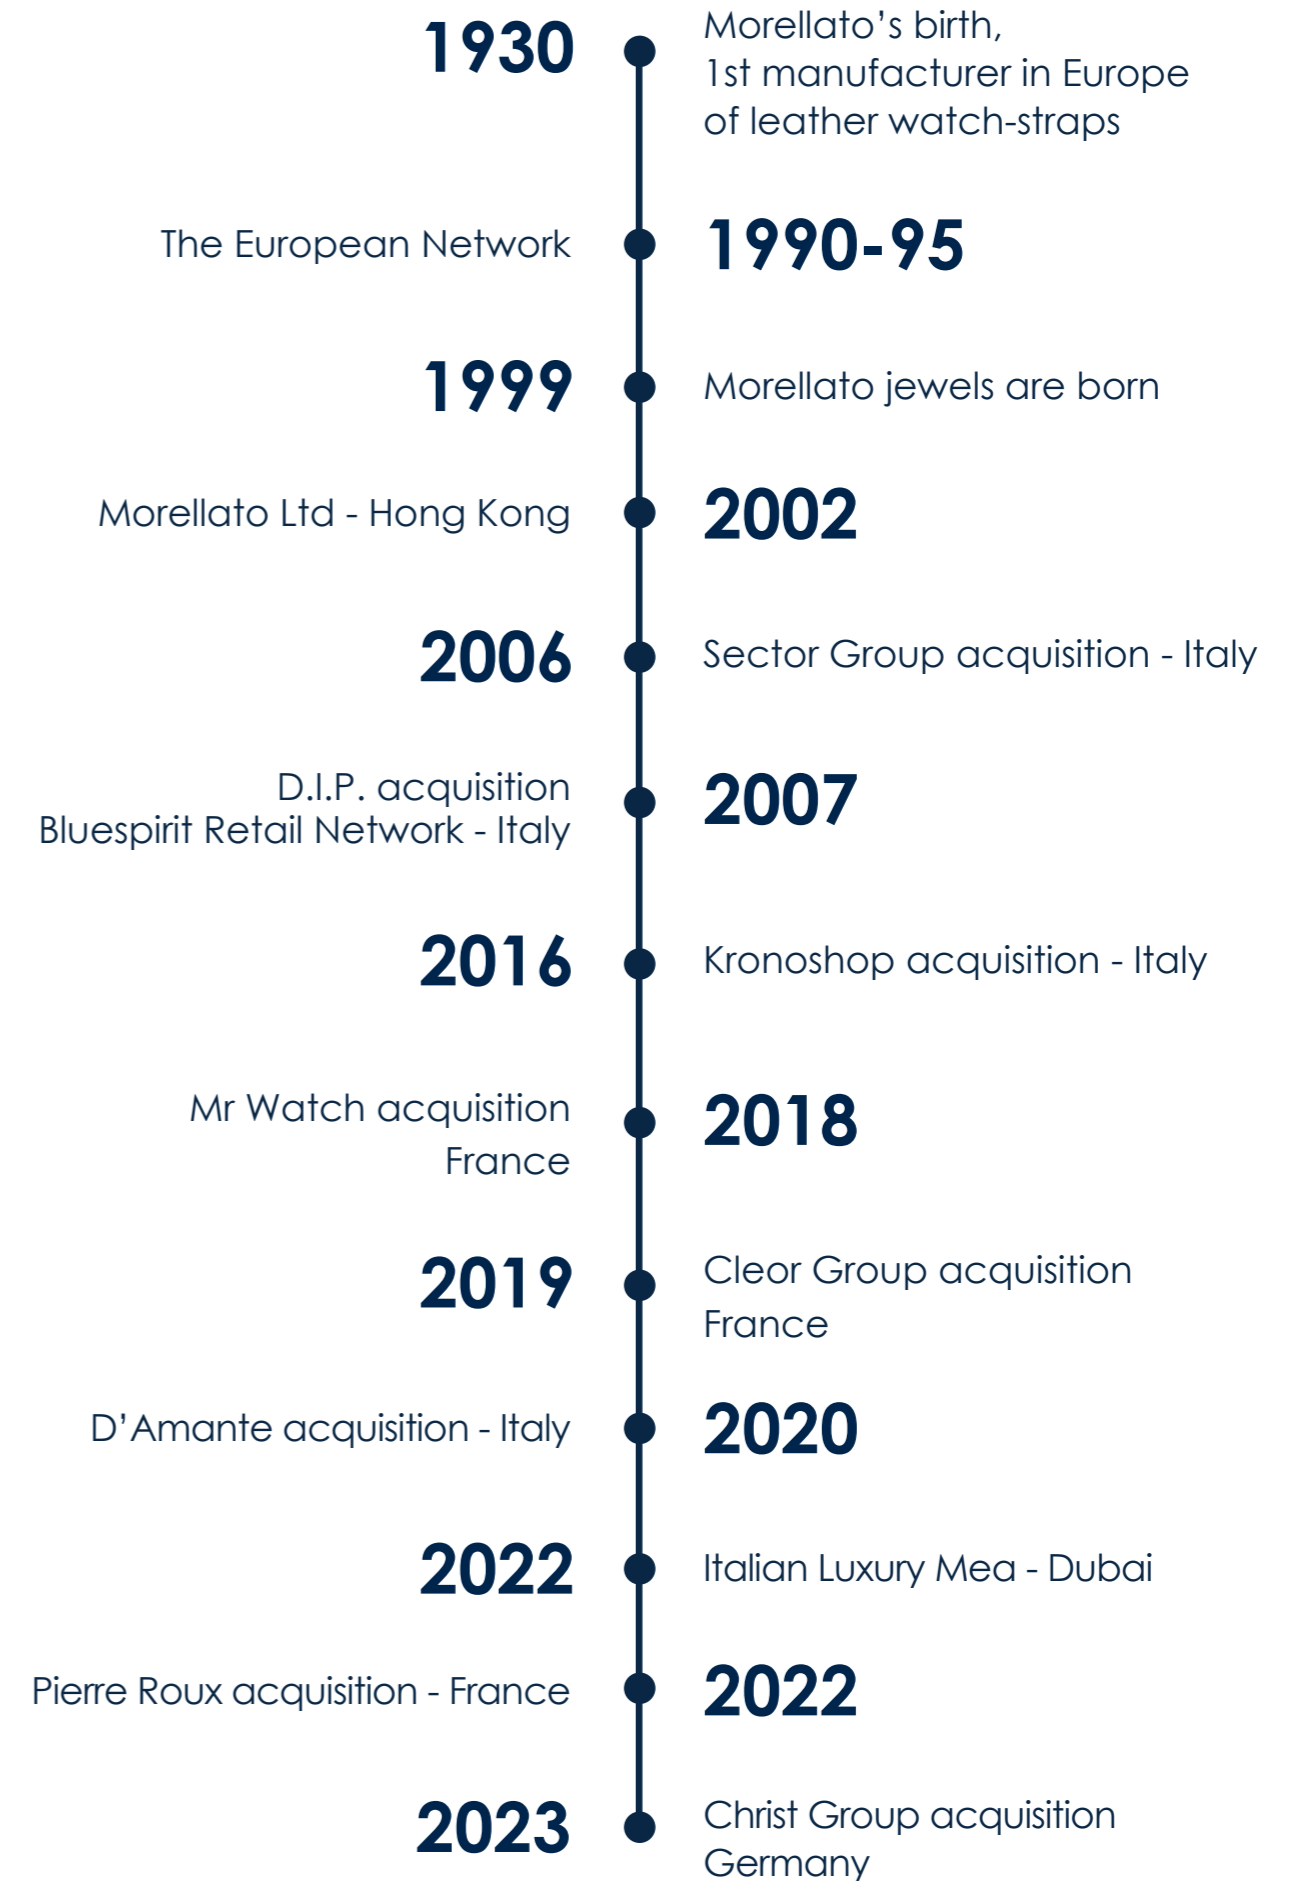 1930
Morellato’s birth,
1st manufacturer in Europe
of leather watch-straps
The European Network
1990-95
1999
Morellato jewels are born
Morellato Ltd - Hong Kong
2002
2006
Sector Group acquisition - Italy
D.I.P. acquisition
Bluespirit Retail Network - Italy
2007
2016
Kronoshop acquisition - Italy
Mr Watch acquisition
France
2018
2019
Cleor Group acquisition
France
D’Amante acquisition - Italy
2020
2022
Italian Luxury Mea - Dubai
Pierre Roux acquisition - France
2022
2023
Christ Group acquisition
Germany